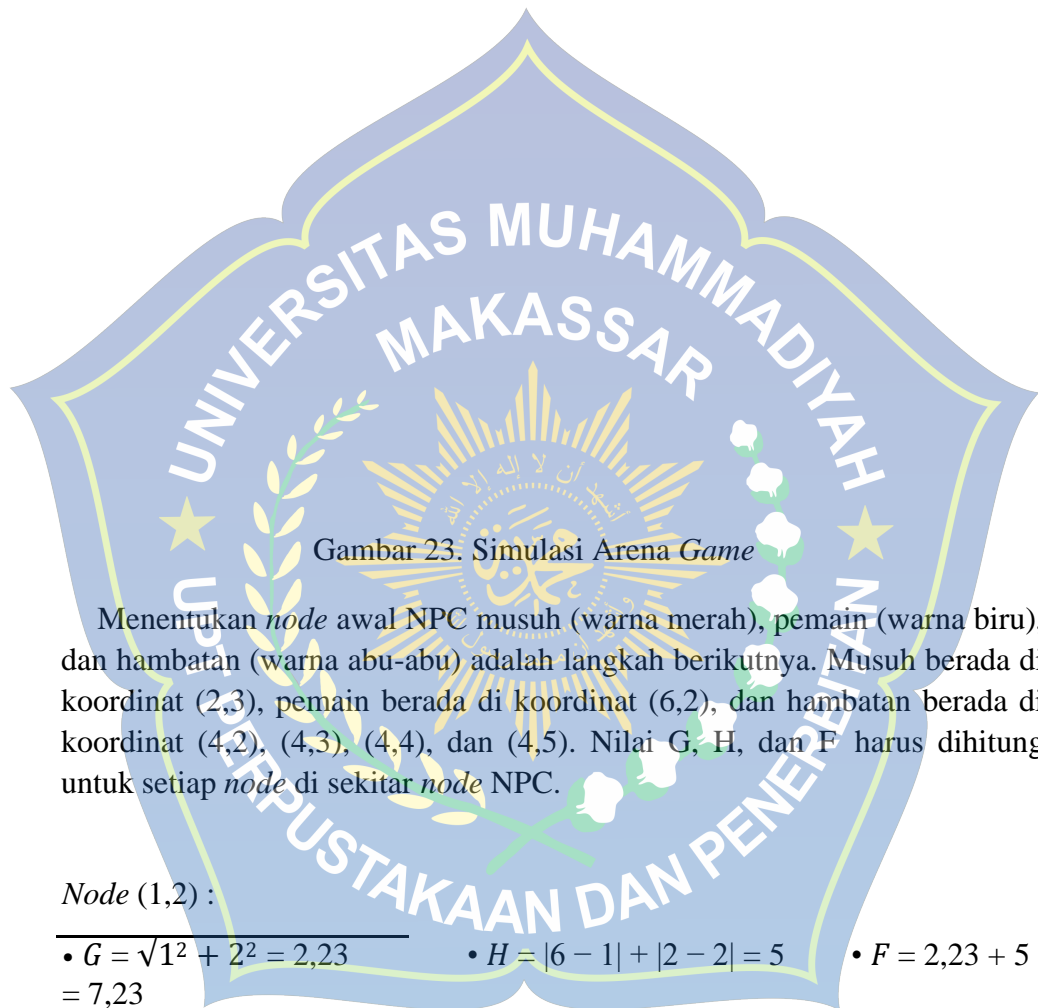 UNIVERSITAS MUHAMMADIYAH
MAKASSAR
Gambar 23. Simulasi Arena Game
Menentukan node awal NPC musuh (warna merah), pemain (warna biru),
dan hambatan (warna abu-abu) adalah langkah berikutnya. Musuh berada di
koordinat (2,3), pemain berada di koordinat (6,2), dan hambatan berada di
koordinat (4,2), (4,3), (4,4), dan (4,5). Nilai G, H, dan F harus dihitung
untuk setiap node di sekitar node NPC.
UPT PERPUSTAKAAN DAN PENERBITAN
Node (1,2) :
• G = √1² + 2² = 2,23 • H = |6 − 1| + |2 − 2| = 5 • F = 2,23 + 5
= 7,23